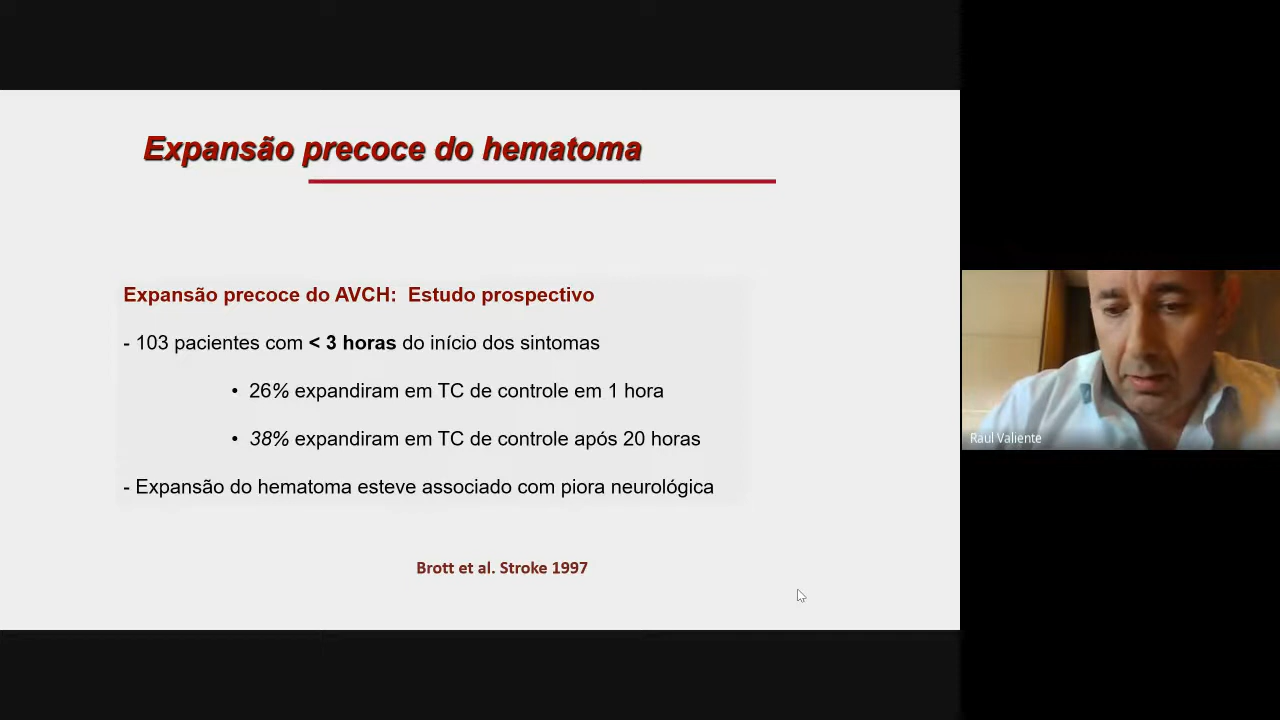 Expansão precoce do hematoma
Expansão precoce do AVCH: Estudo prospectivo
- 103 pacientes com < 3 horas do início dos sintomas
• 26% expandiram em TC de controle em 1 hora
• 38% expandiram em TC de controle após 20 horas
- Expansão do hematoma esteve associado com piora neurológica
Brott et al. Stroke 1997
Raul Valiente